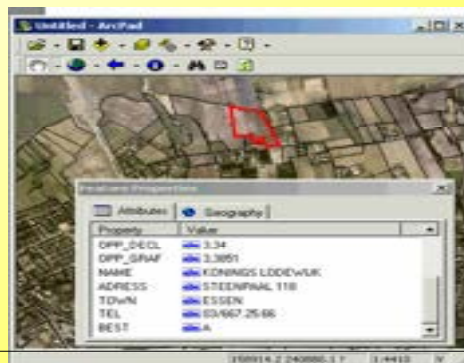 Untitled - ArcPad
Feature Properties
Attributes
Geography
Property Value
OPP_DECL 3.34
OPP_GRAF 3.3851
NAME KONINGS LODEWIJK
ADRESS STEENPAAL 118
TOWN ESSEN
TEL 03/667.25.66
BEST A
1:4410